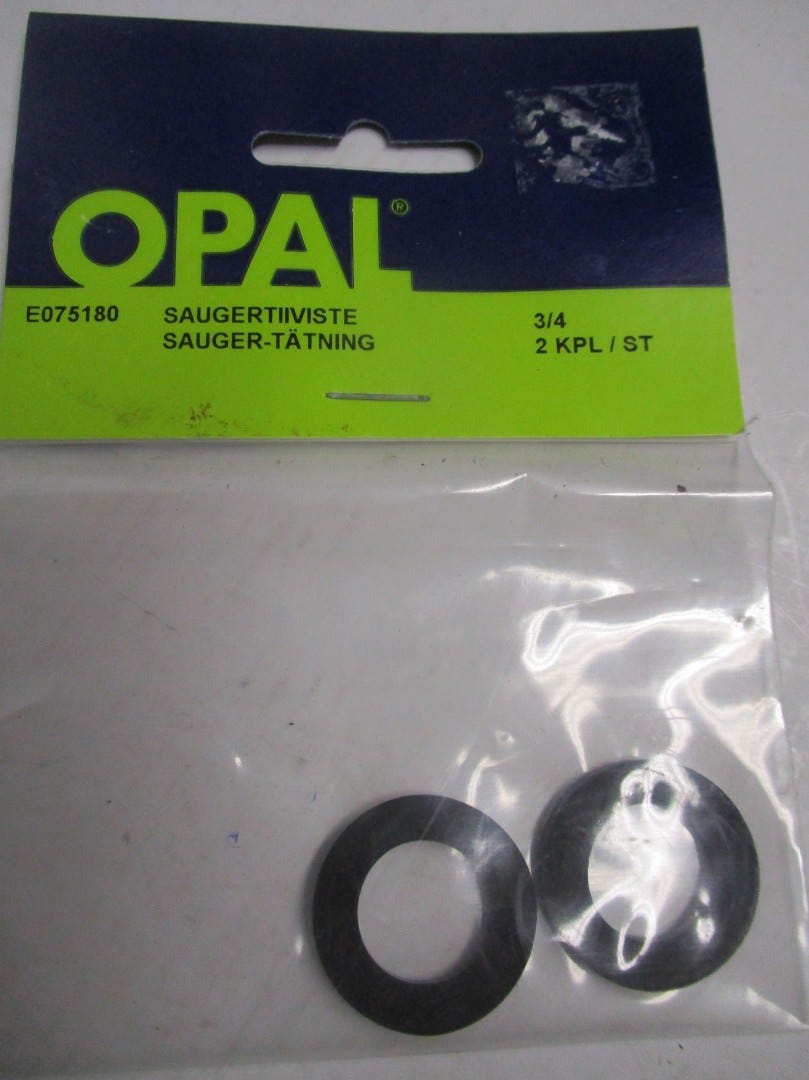 OPAL®
E075180 SAUGERTIIVISTE 3/4
SAUGER-TÄTNING 2 KPL / ST